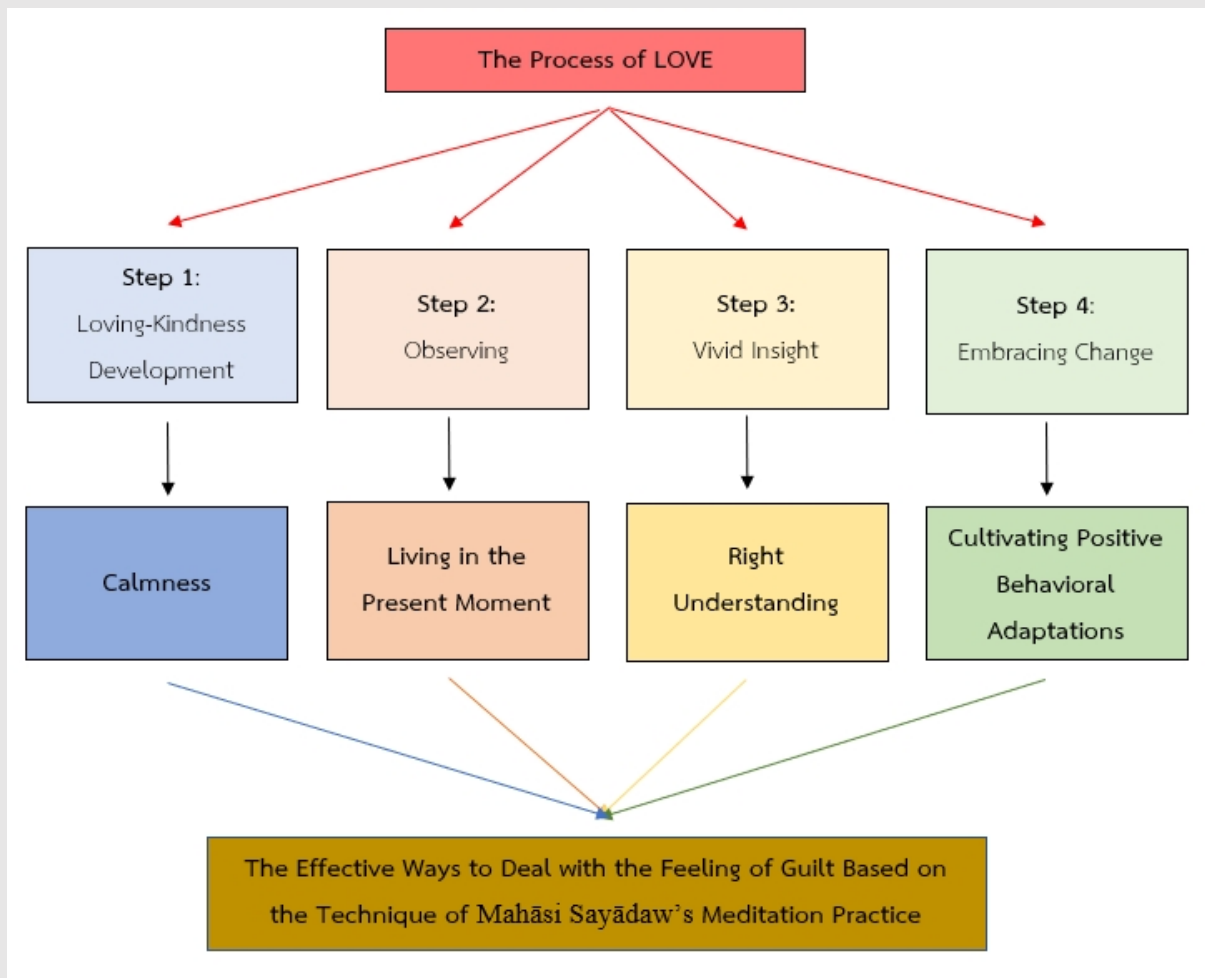 The Process of LOVE
Step 1:
Loving-Kindness
Development
Step 2:
Observing
Step 3:
Vivid Insight
Step 4:
Embracing Change
Calmness
Living in the
Present Moment
Right
Understanding
Cultivating Positive
Behavioral
Adaptations
The Effective Ways to Deal with the Feeling of Guilt Based on
the Technique of Mahāsi Sayādaw’s Meditation Practice